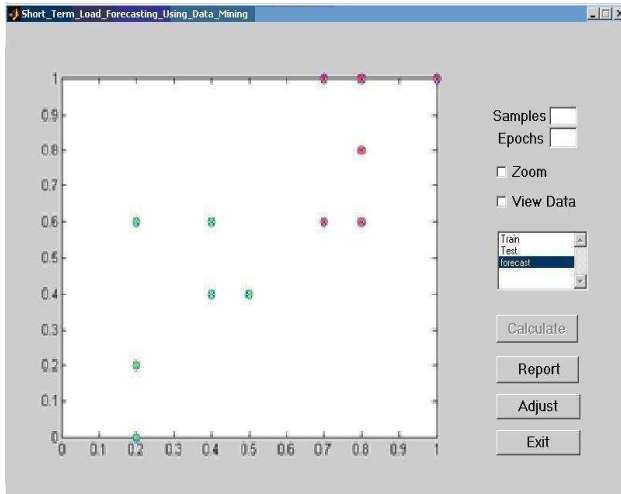 Short_Term_Load_Forecasting_Using_Data_Mining
1
0.9
0.8
0.7
0.6
0.5
0.4
0.3
0.2
0.1
0
0 0.1 0.2 0.3 0.4 0.5 0.6 0.7 0.8 0.9 1
Samples
Epochs
Zoom
View Data
Train
Test
forecast
Calculate
Report
Adjust
Exit